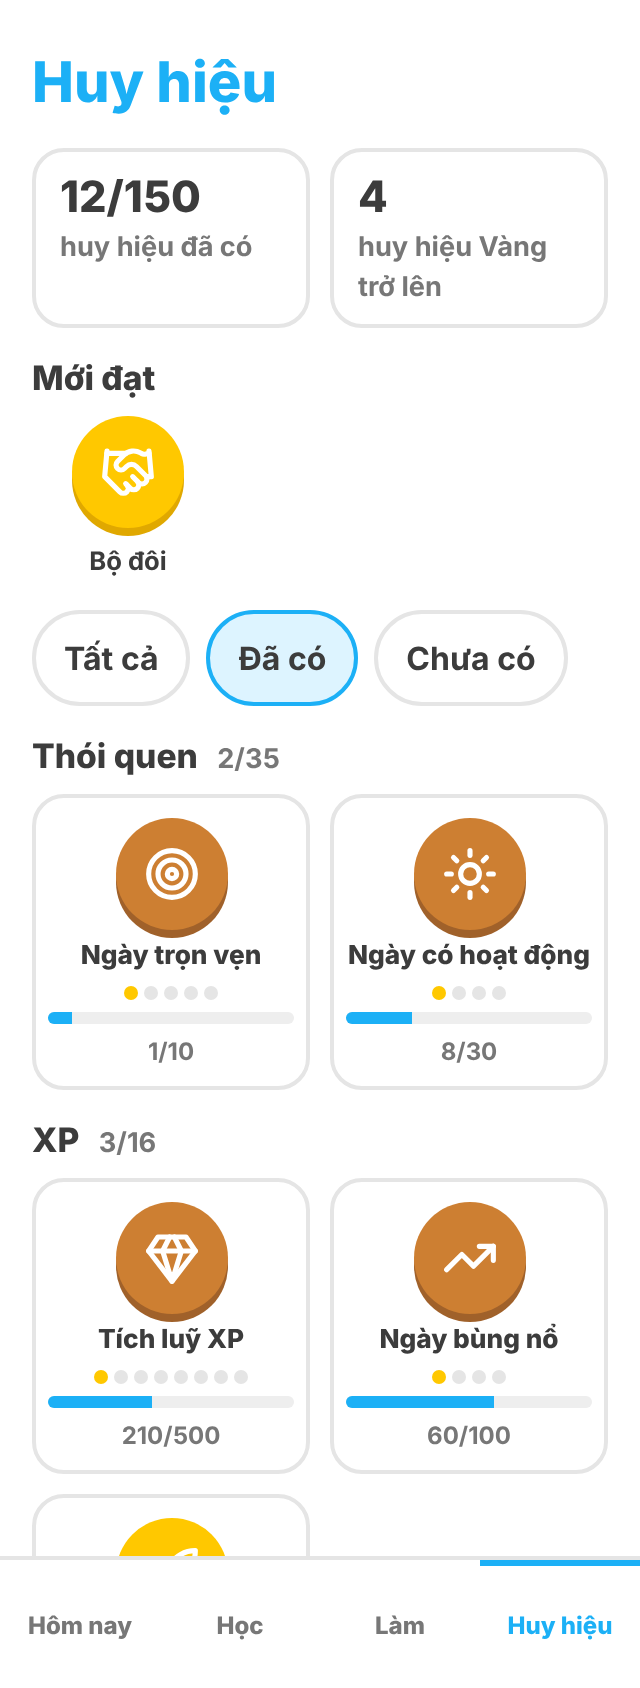 Huy hiệu
12/150
huy hiệu đã có
4
huy hiệu Vàng
trở lên
Mới đạt
Bộ đôi
Tất cả
Đã có
Chưa có
Thói quen 2/35
Ngày trọn vẹn
1/10
Ngày có hoạt động
8/30
XP 3/16
Tích luỹ XP
210/500
Ngày bùng nổ
60/100
Hôm nay
Học
Làm
Huy hiệu